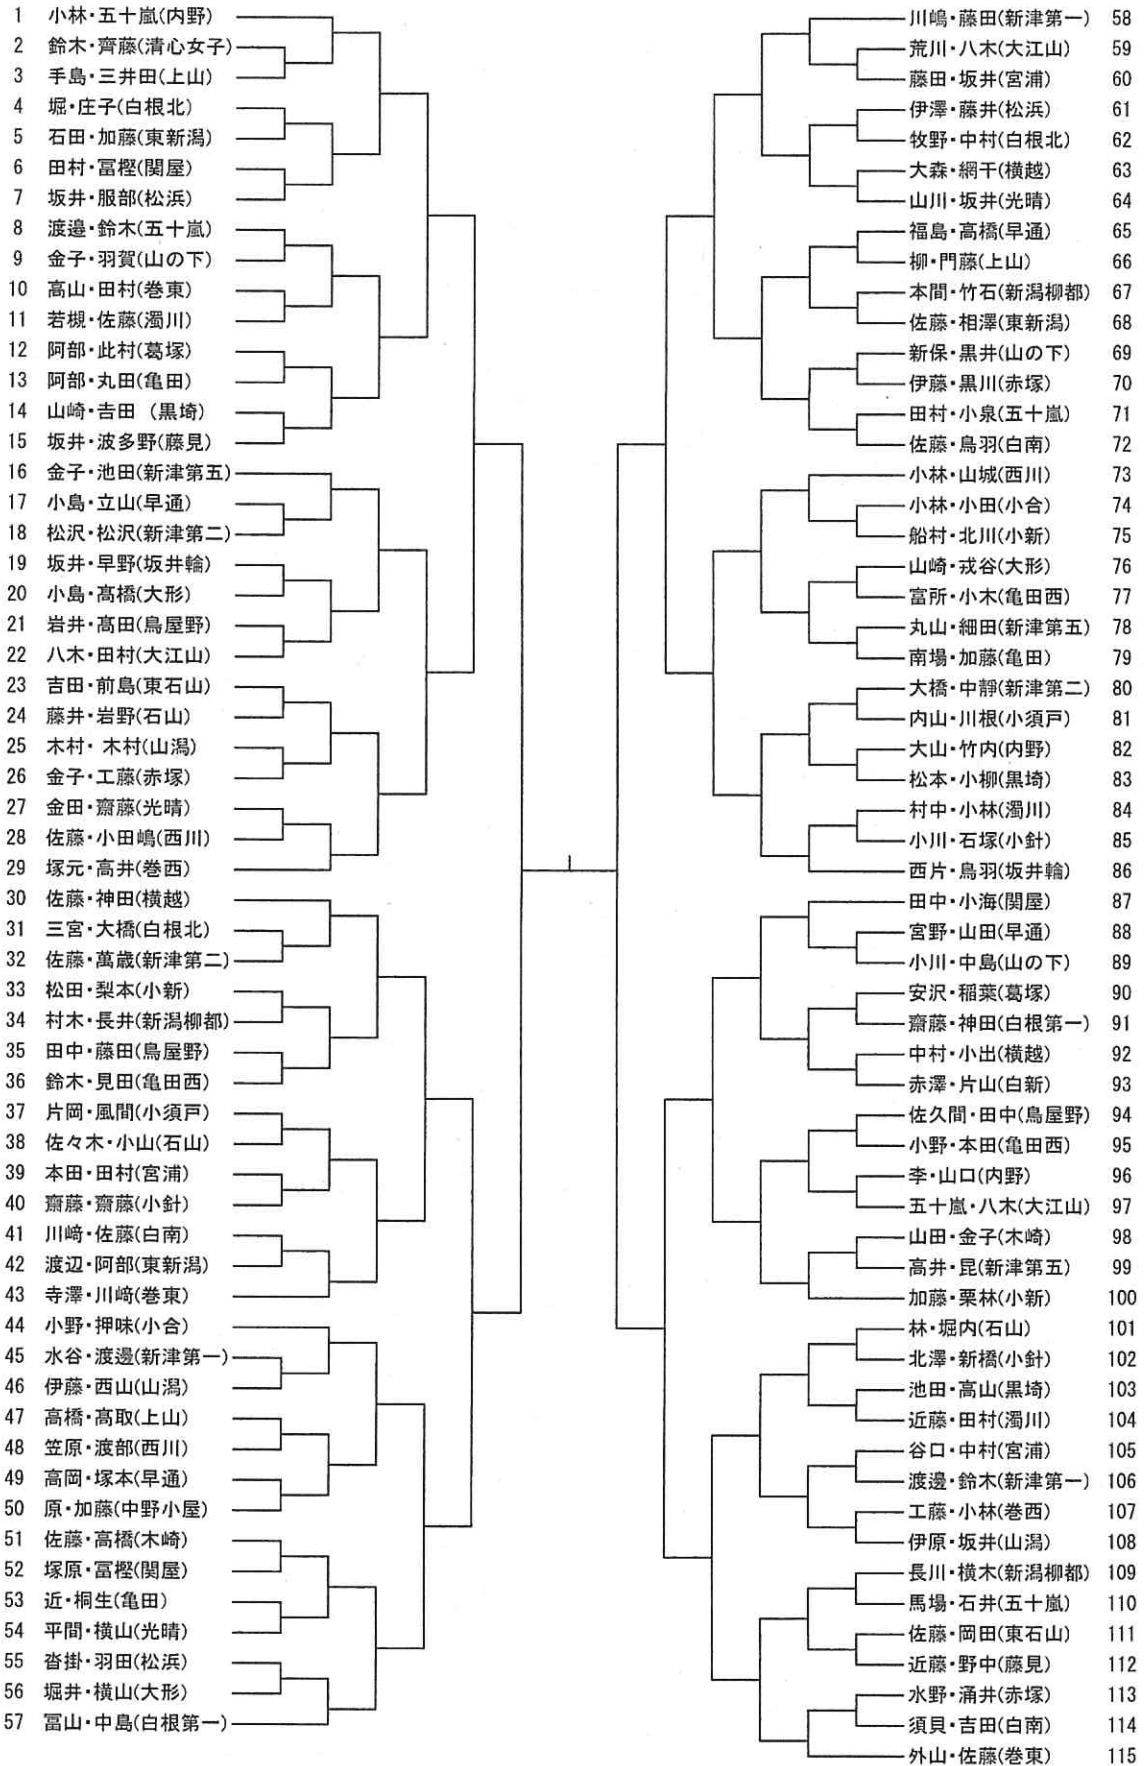 1 小林・五十嵐(内野)
2 鈴木・齊藤(清心女子)
3 手島・三井田(上山)
4 堀・庄子(白根北)
5 石田・加藤(東新潟)
6 田村・冨樫(関屋)
7 坂井・服部(松浜)
8 渡邉・鈴木(五十嵐)
9 金子・羽賀(山の下)
10 高山・田村(巻東)
11 若槻・佐藤(濁川)
12 阿部・此村(葛塚)
13 阿部・丸田(亀田)
14 山崎・𠮷田 (黒埼)
15 坂井・波多野(藤見)
16 金子・池田(新津第五)
17 小島・立山(早通)
18 松沢・松沢(新津第二)
19 坂井・早野(坂井輪)
20 小島・髙橋(大形)
21 岩井・髙田(鳥屋野)
22 八木・田村(大江山)
23 吉田・前島(東石山)
24 藤井・岩野(石山)
25 木村・ 木村(山潟)
26 金子・工藤(赤塚)
27 金田・齋藤(光晴)
28 佐藤・小田嶋(西川)
29 塚元・高井(巻西)
30 佐藤・神田(横越)
31 三宮・大橋(白根北)
32 佐藤・萬歳(新津第二)
33 松田・梨本(小新)
34 村木・長井(新潟柳都)
35 田中・藤田(鳥屋野)
36 鈴木・見田(亀田西)
37 片岡・風間(小須戸)
38 佐々木・小山(石山)
39 本田・田村(宮浦)
40 齋藤・齋藤(小針)
41 川﨑・佐藤(白南)
42 渡辺・阿部(東新潟)
43 寺澤・川﨑(巻東)
44 小野・押味(小合)
45 水谷・渡邊(新津第一)
46 伊藤・西山(山潟)
47 高橋・髙取(上山)
48 笠原・渡部(西川)
49 高岡・塚本(早通)
50 原・加藤(中野小屋)
51 佐藤・高橋(木崎)
52 塚原・冨樫(関屋)
53 近・桐生(亀田)
54 平間・横山(光晴)
55 沓掛・羽田(松浜)
56 堀井・横山(大形)
57 冨山・中島(白根第一)
川嶋・藤田(新津第一) 58
荒川・八木(大江山) 59
藤田・坂井(宮浦) 60
伊澤・藤井(松浜) 61
牧野・中村(白根北) 62
大森・網干(横越) 63
山川・坂井(光晴) 64
福島・高橋(早通) 65
柳・門藤(上山) 66
本間・竹石(新潟柳都) 67
佐藤・相澤(東新潟) 68
新保・黒井(山の下) 69
伊藤・黒川(赤塚) 70
田村・小泉(五十嵐) 71
佐藤・鳥羽(白南) 72
小林・山城(西川) 73
小林・小田(小合) 74
船村・北川(小新) 75
山崎・戎谷(大形) 76
富所・小木(亀田西) 77
丸山・細田(新津第五) 78
南場・加藤(亀田) 79
大橋・中靜(新津第二) 80
内山・川根(小須戸) 81
大山・竹内(内野) 82
松本・小柳(黒埼) 83
村中・小林(濁川) 84
小川・石塚(小針) 85
西片・鳥羽(坂井輪) 86
田中・小海(関屋) 87
宮野・山田(早通) 88
小川・中島(山の下) 89
安沢・稲葉(葛塚) 90
齋藤・神田(白根第一) 91
中村・小出(横越) 92
赤澤・片山(白新) 93
佐久間・田中(鳥屋野) 94
小野・本田(亀田西) 95
李・山口(内野) 96
五十嵐・八木(大江山) 97
山田・金子(木崎) 98
高井・昆(新津第五) 99
加藤・栗林(小新) 100
林・堀内(石山) 101
北澤・新橋(小針) 102
池田・高山(黒埼) 103
近藤・田村(濁川) 104
谷口・中村(宮浦) 105
渡邊・鈴木(新津第一) 106
工藤・小林(巻西) 107
伊原・坂井(山潟) 108
長川・横木(新潟柳都) 109
馬場・石井(五十嵐) 110
佐藤・岡田(東石山) 111
近藤・野中(藤見) 112
水野・涌井(赤塚) 113
須貝・吉田(白南) 114
外山・佐藤(巻東) 115